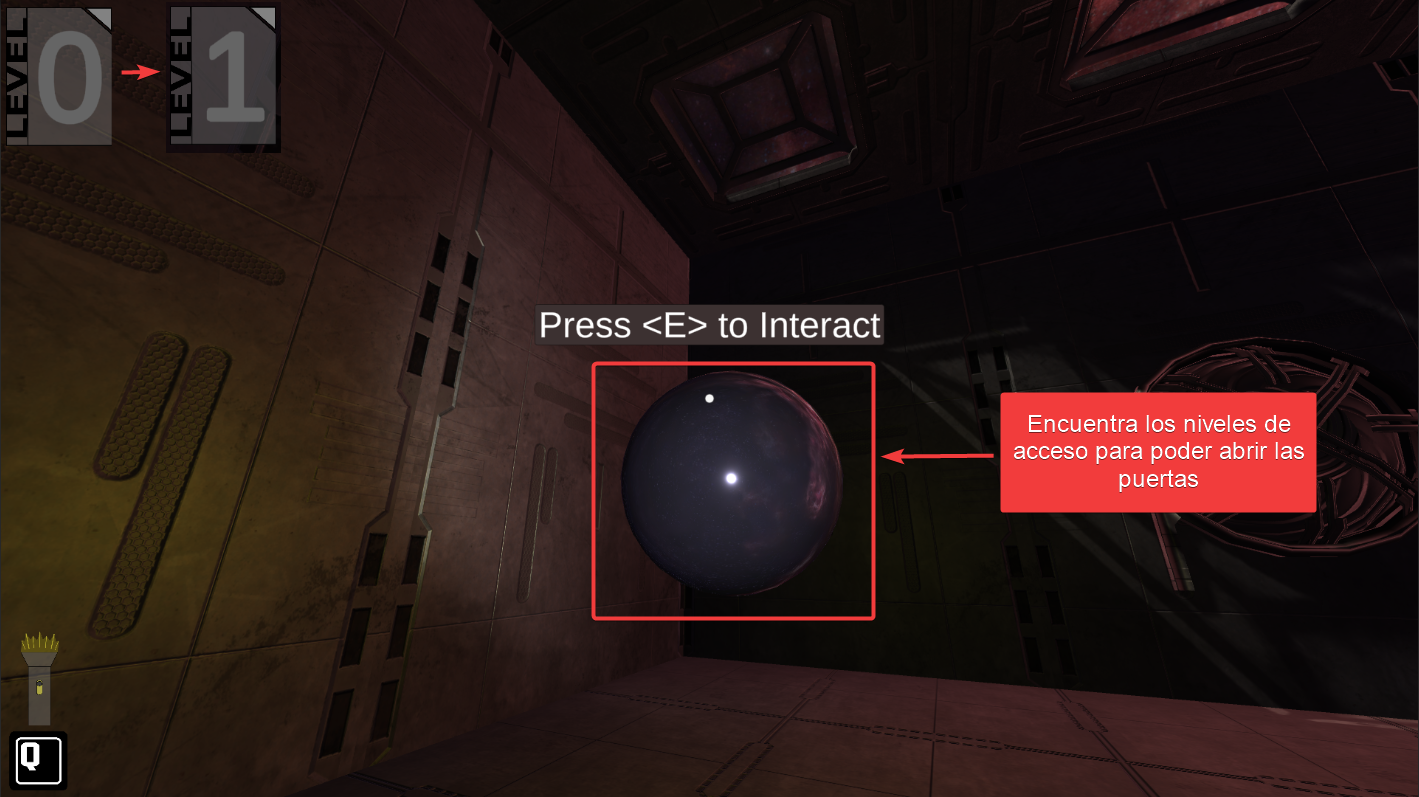 LEVEL
0
LEVEL
1
Press <E> to Interact
Encuentra los niveles de
acceso para poder abrir las
puertas
Q